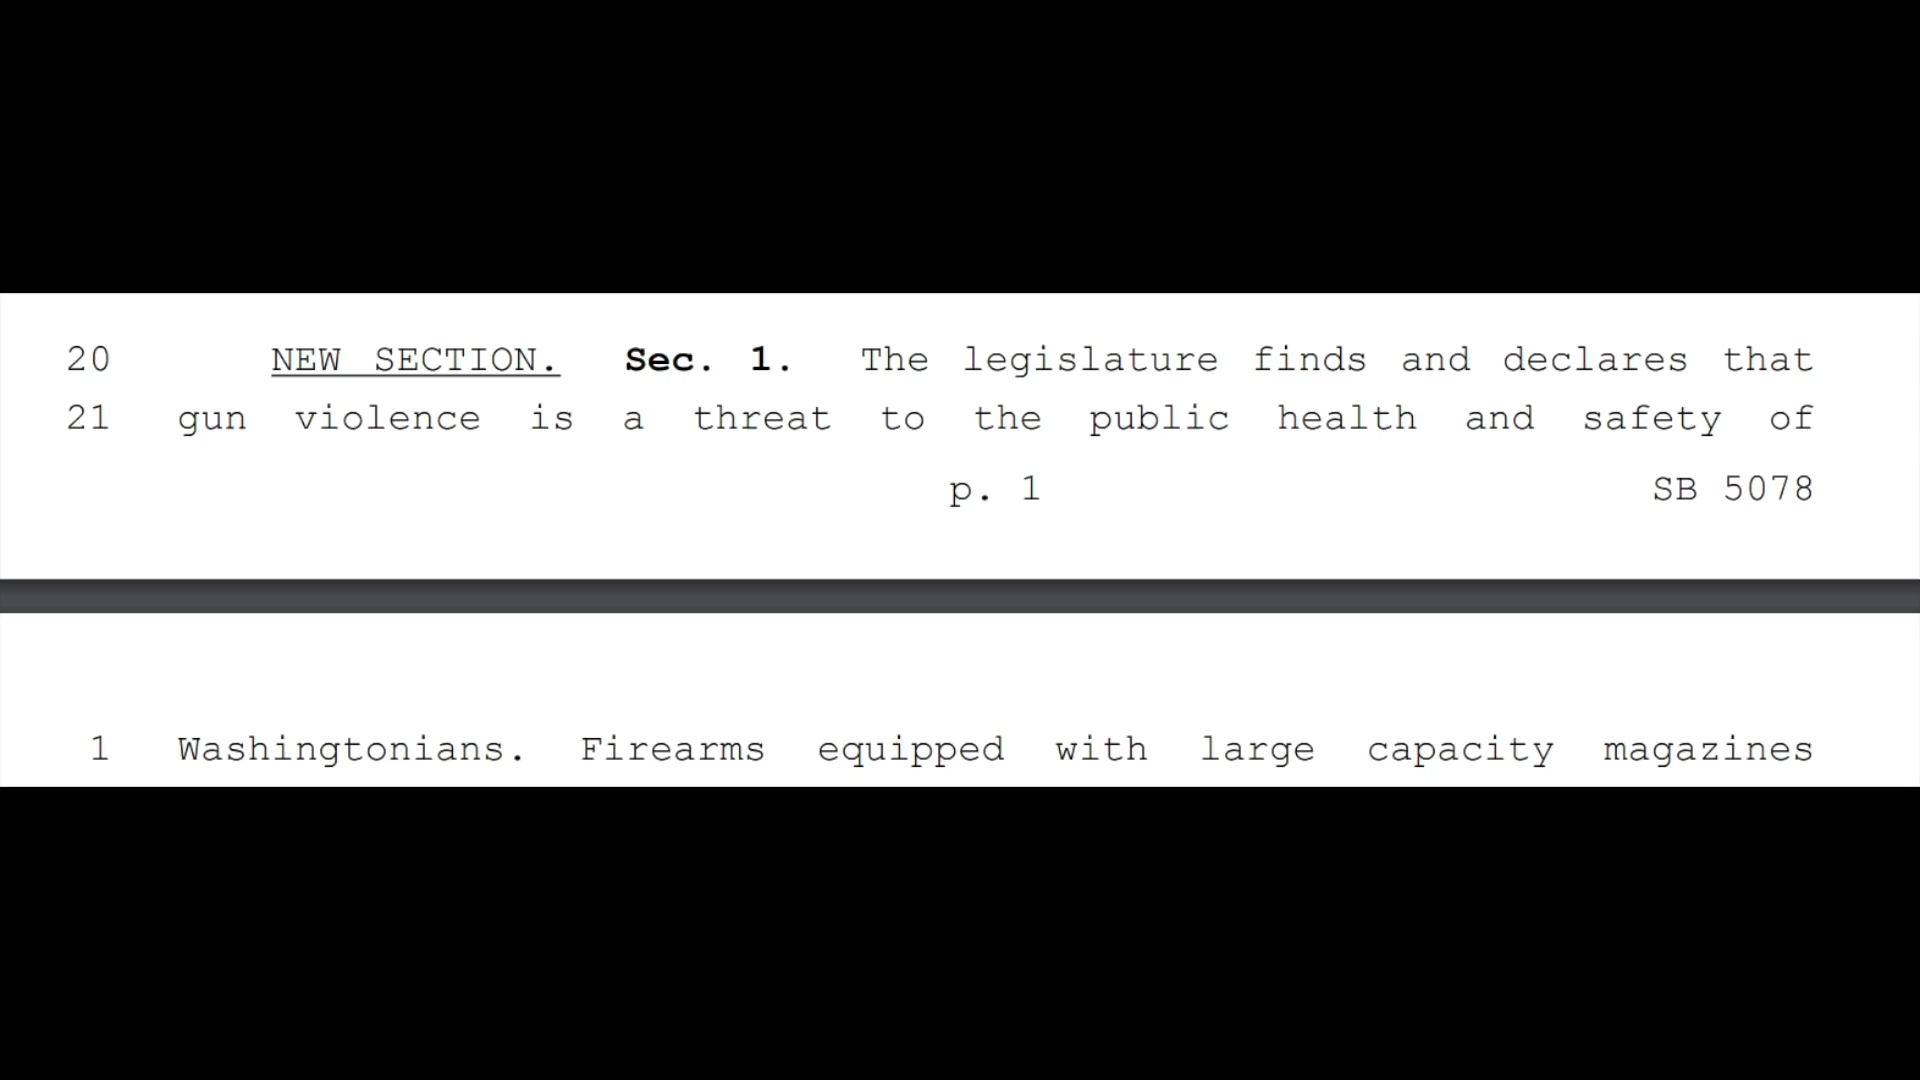 20 NEW SECTION. Sec. 1. The legislature finds and declares that
21 gun violence is a threat to the public health and safety of
p. 1 SB 5078
1 Washingtonians. Firearms equipped with large capacity magazines